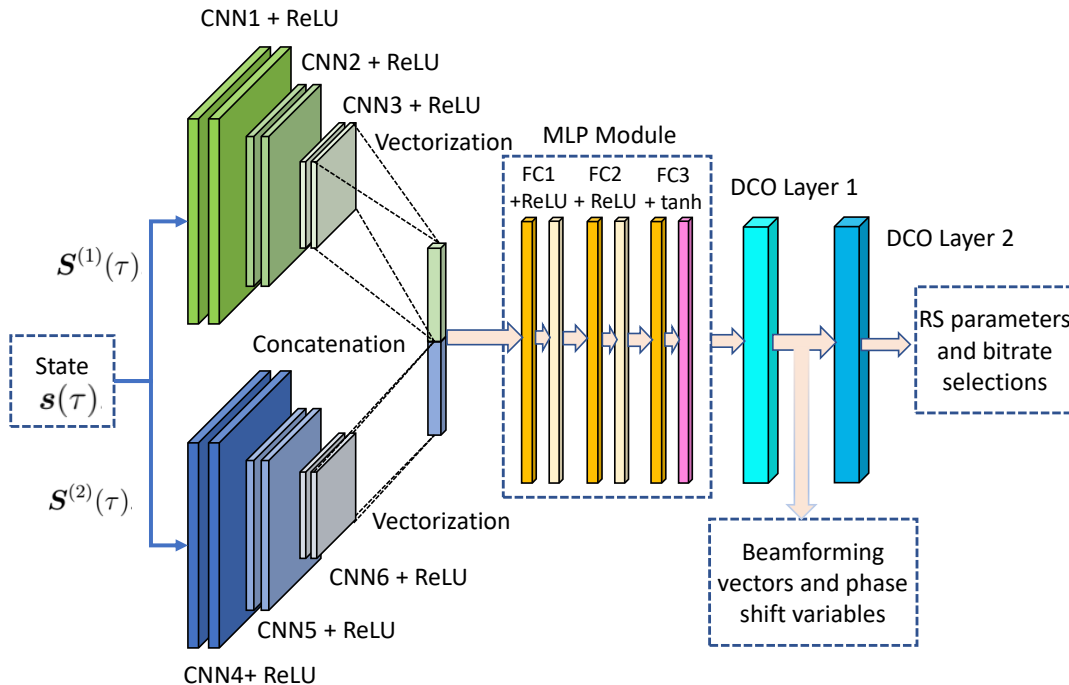 CNN1 + ReLU
CNN2 + ReLU
CNN3 + ReLU
Vectorization
MLP Module
FC1
+ReLU
FC2
+ ReLU
FC3
+ tanh
DCO Layer 1
DCO Layer 2
S^{(1)}(τ)
State
s(τ).
S^{(2)}(τ).
Concatenation
RS parameters
and bitrate
selections
Vectorization
CNN6 + ReLU
CNN5 + ReLU
CNN4+ ReLU
Beamforming
vectors and phase
shift variables